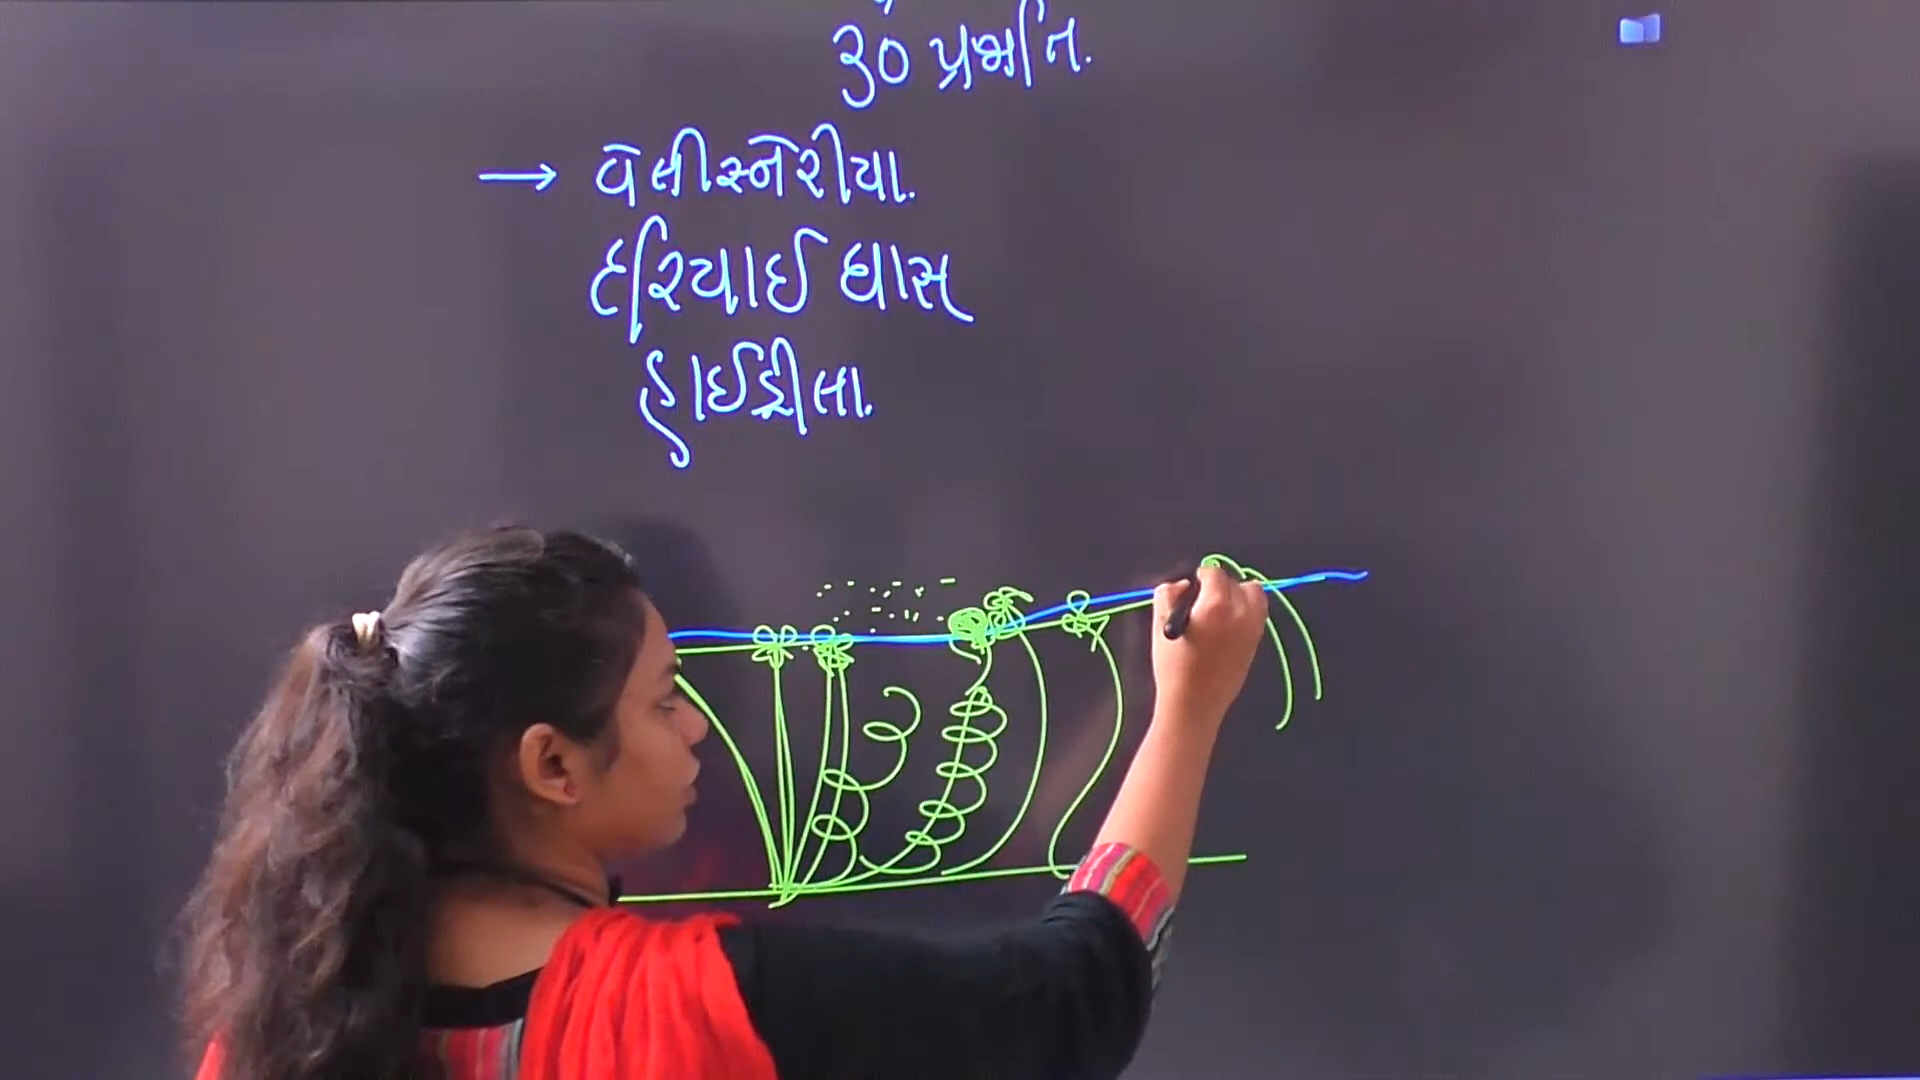 ૩૦ પ્રજાતિ.
→ વેલીસ્નેરીયા.
દરિયાઈ ઘાસ
હાઈડ્રીલા.